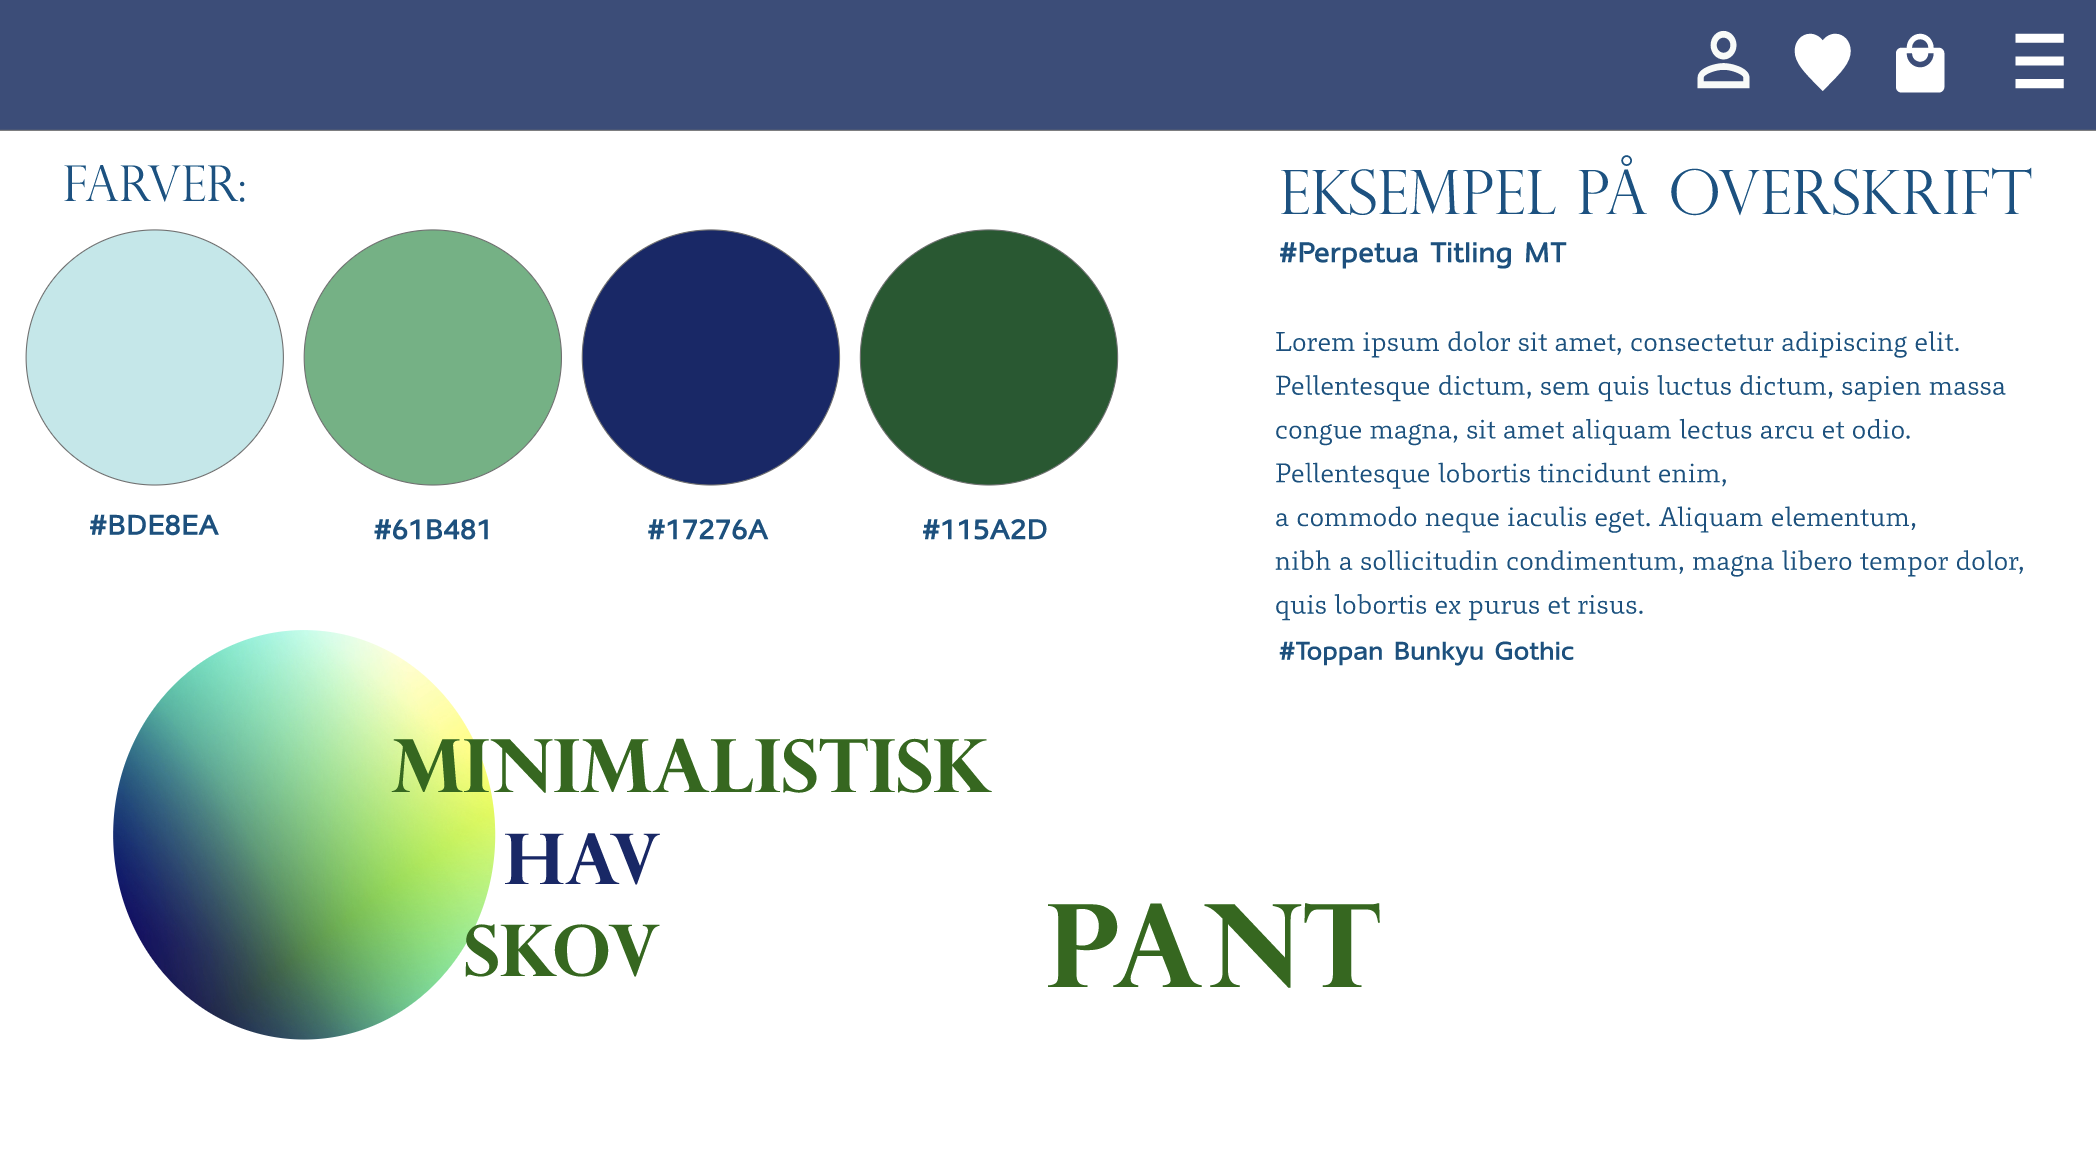 FARVER:
#BDE8EA
#61B481
#17276A
#115A2D
EKSEMPEL PÅ OVERSKRIFT
#Perpetua Titling MT
Lorem ipsum dolor sit amet, consectetur adipiscing elit.
Pellentesque dictum, sem quis luctus dictum, sapien massa
congue magna, sit amet aliquam lectus arcu et odio.
Pellentesque lobortis tincidunt enim,
a commodo neque iaculis eget. Aliquam elementum,
nibh a sollicitudin condimentum, magna libero tempor dolor,
quis lobortis ex purus et risus.
#Toppan Bunkyu Gothic
MINIMALISTISK
HAV
SKOV
PANT